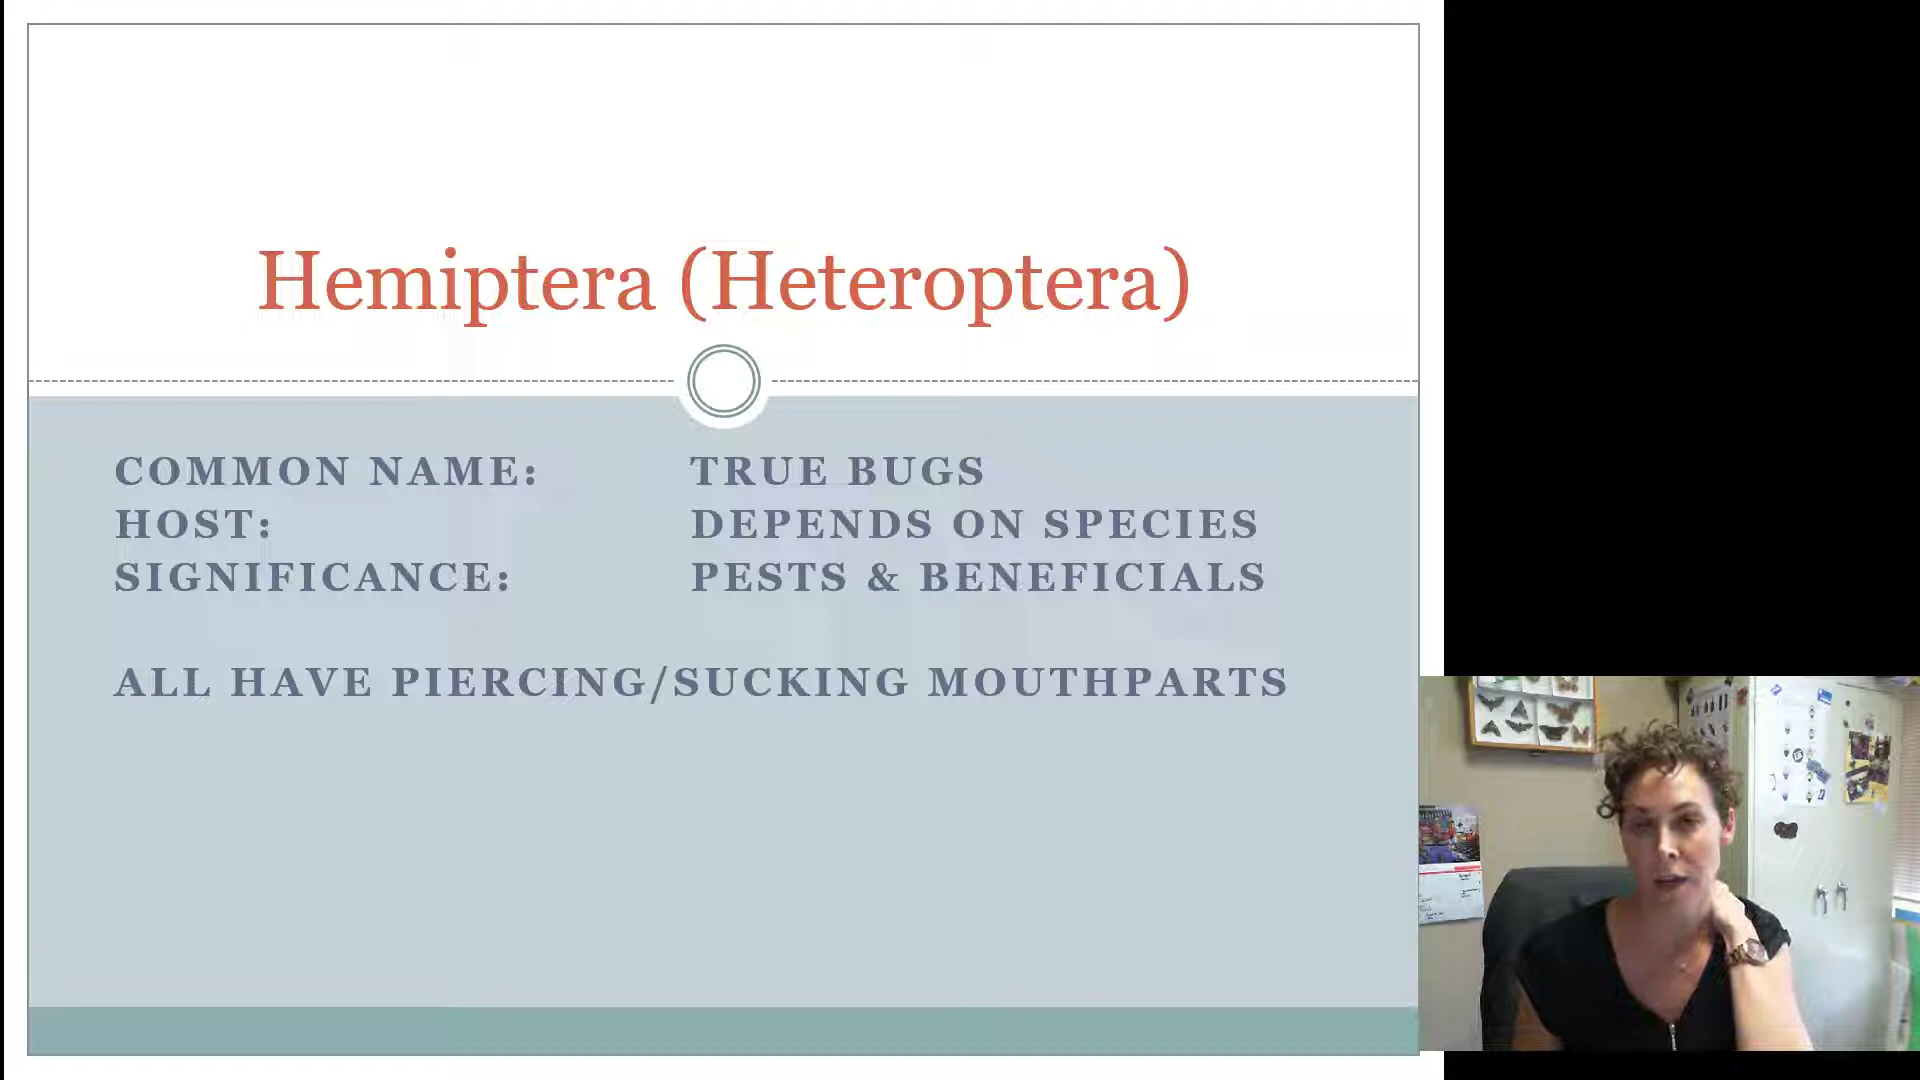 Hemiptera (Heteroptera)
COMMON NAME: TRUE BUGS
HOST: DEPENDS ON SPECIES
SIGNIFICANCE: PESTS & BENEFICIALS
ALL HAVE PIERCING/SUCKING MOUTHPARTS